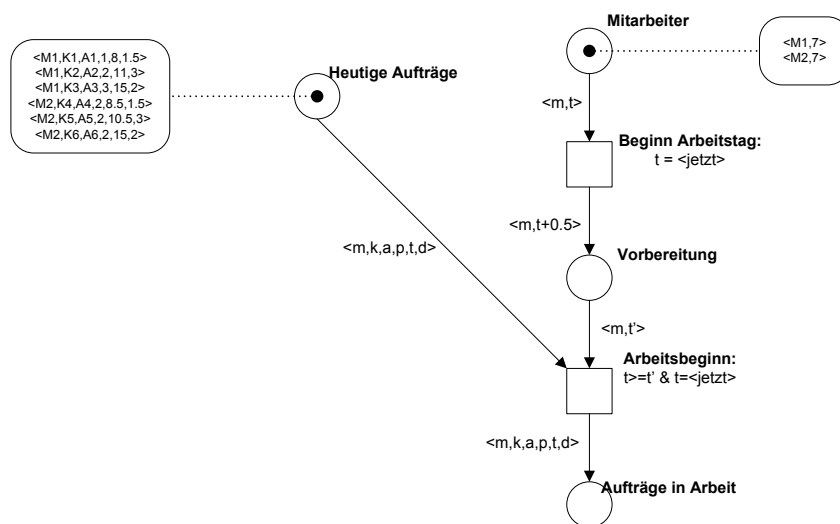 Mitarbeiter
<M1,K1,A1,1,8,1.5>
<M1,K2,A2,2,11,3>
<M1,K3,A3,3,15,2>
<M2,K4,A4,2,8.5,1.5>
<M2,K5,A5,2,10.5,3>
<M2,K6,A6,2,15,2>
Heutige Aufträge
<M1,7>
<M2,7>
<m,t>
Beginn Arbeitstag:
t = <jetzt>
<m,t+0.5>
<m,k,a,p,t,d>
Vorbereitung
<m,t'>
Arbeitsbeginn:
t>=t' & t=<jetzt>
<m,k,a,p,t,d>
Aufträge in Arbeit